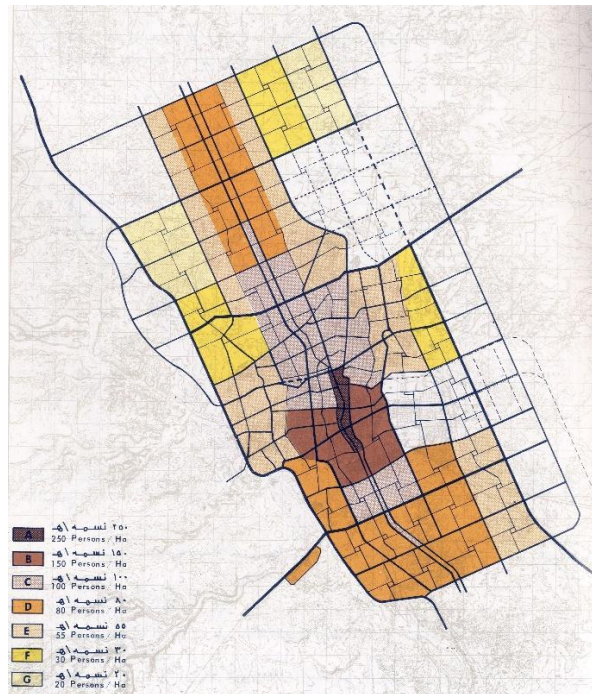 ٢٥٠ نسمه \ هـ
A
250 Persons / Ha
١٥٠ نسمه \ هـ
B
150 Persons / Ha
١٠٠ نسمه \ هـ
C
100 Persons / Ha
٨٠ نسمه \ هـ
D
80 Persons / Ha
٥٥ نسمه \ هـ
E
55 Persons / Ha
٣٠ نسمه \ هـ
F
30 Persons / Ha
٢٠ نسمه \ هـ
G
20 Persons / Ha